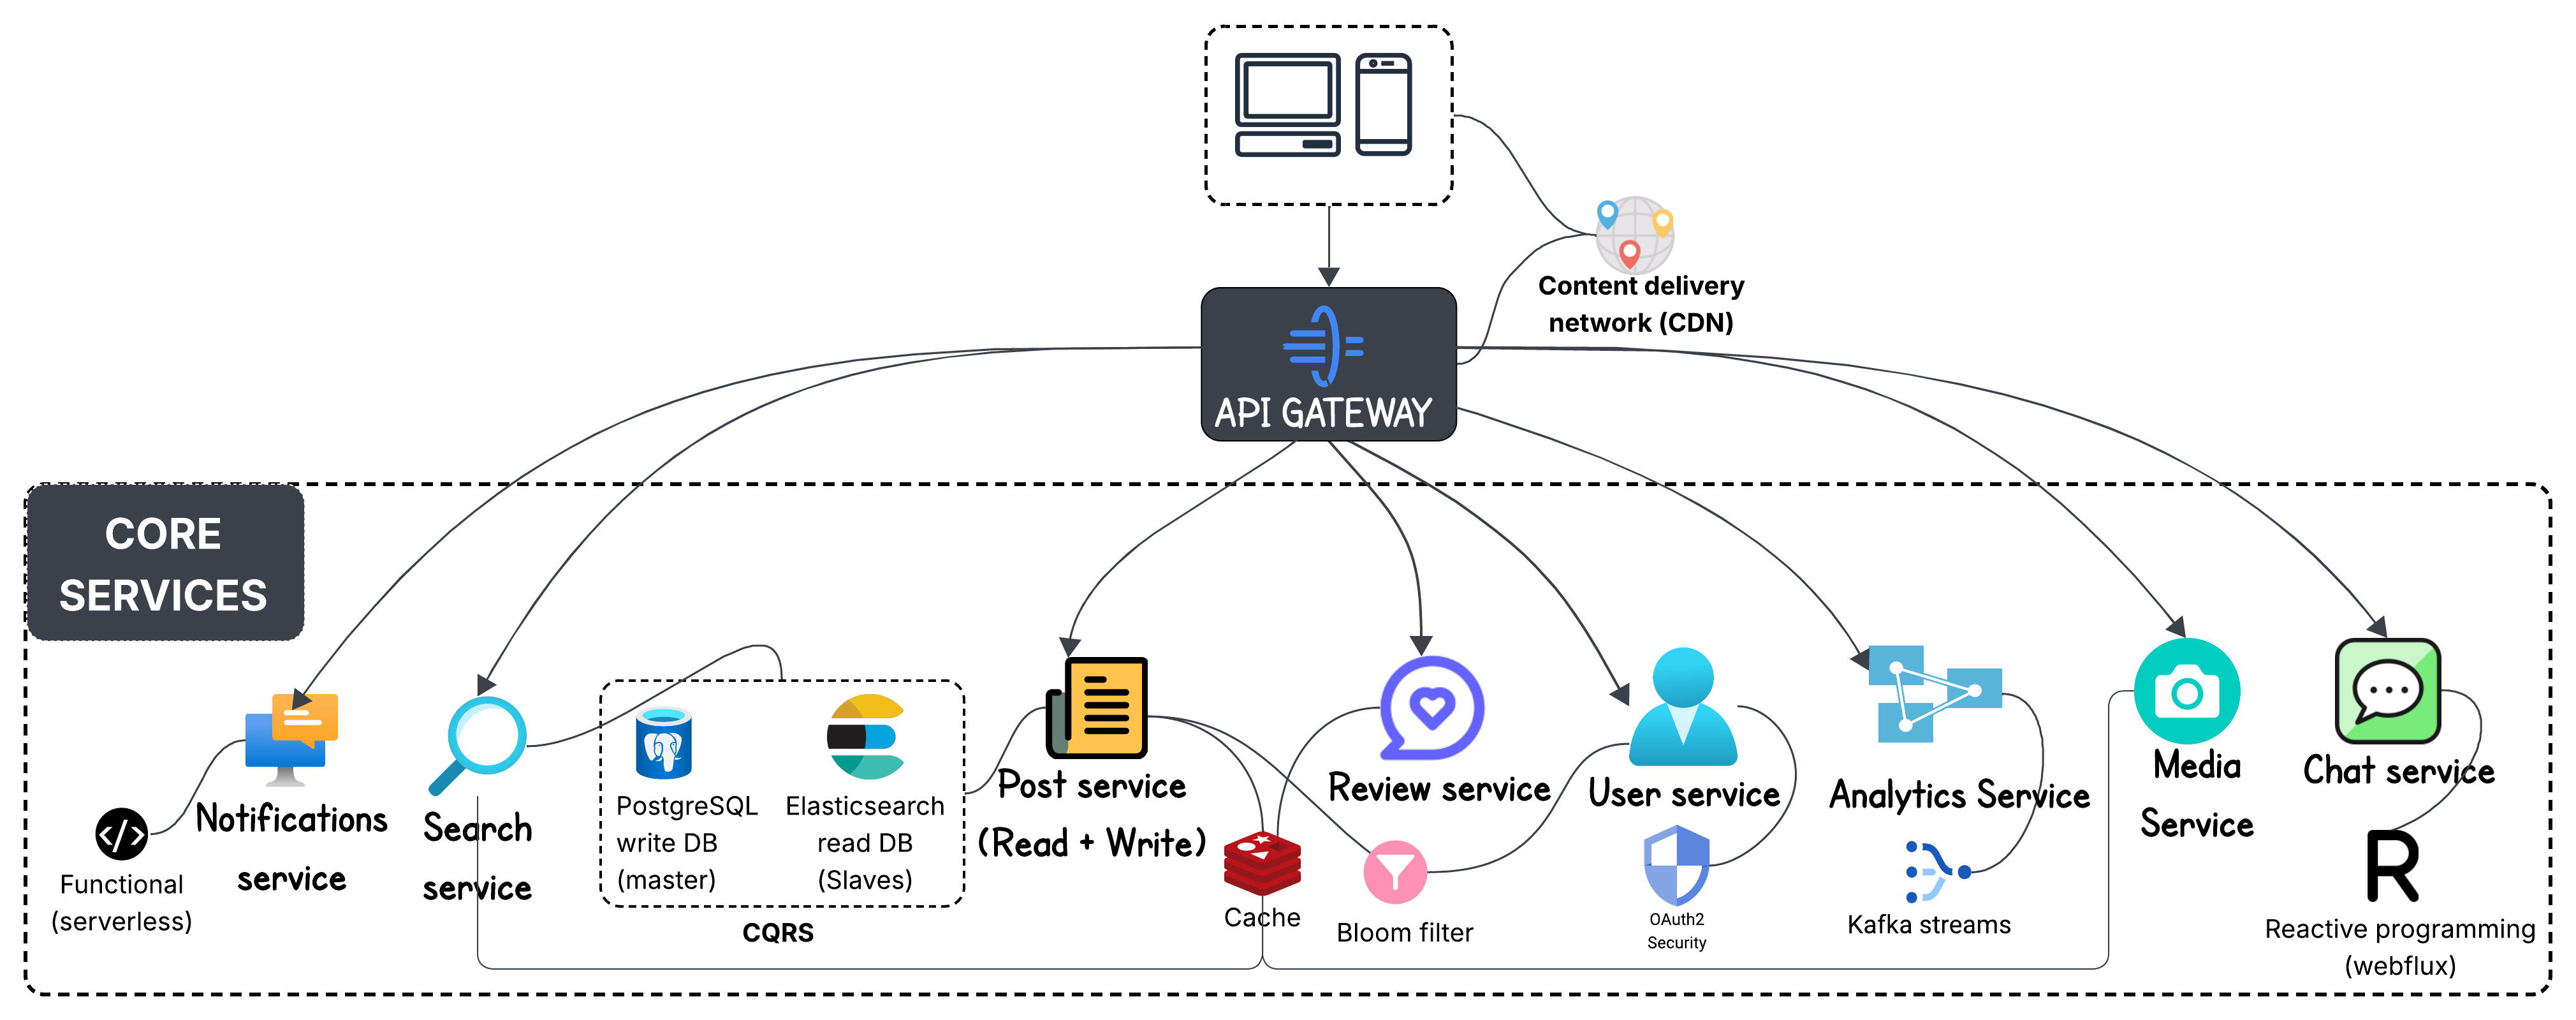 Content delivery
network (CDN)
API GATEWAY
CORE
SERVICES
Notifications
service
Functional
(serverless)
Search
service
PostgreSQL
write DB
(master)
Elasticsearch
read DB
(Slaves)
CQRS
Post service
(Read + Write)
Cache
Review service
Bloom filter
User service
OAuth2
Security
Analytics Service
Kafka streams
Media
Service
Chat service
R
Reactive programming
(webflux)